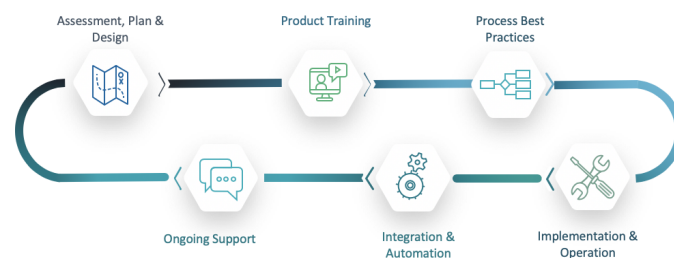 Assessment, Plan &
Design
Product Training
Process Best
Practices
Ongoing Support
Integration &
Automation
Implementation &
Operation